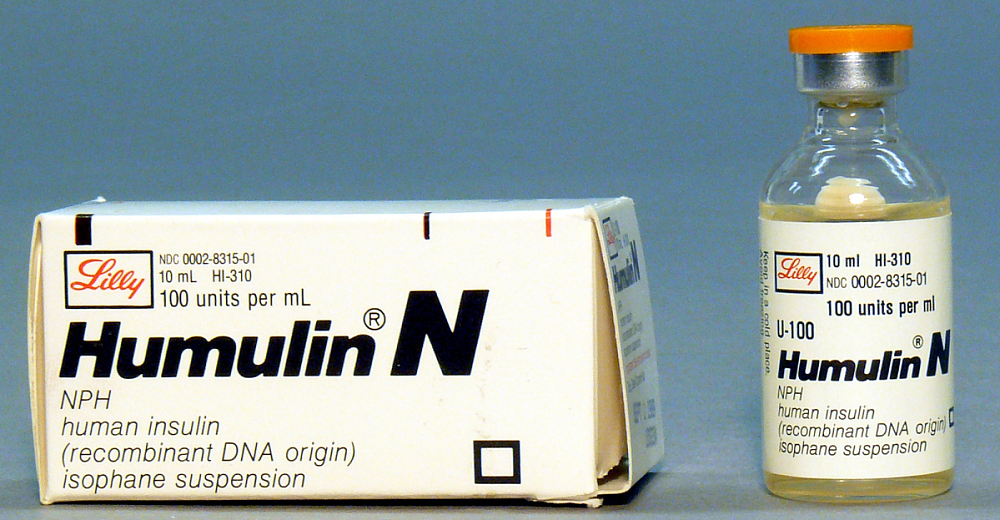 Lilly
NDC 0002-8315-01
10 mL HI-310
100 units per mL
Humulin® N
NPH
human insulin
(recombinant DNA origin)
isophane suspension
Humulin N
Lilly
10 ml HI-310
NDC 0002-8315-01
100 units per ml
U-100
Humulin® N
NPH
human insulin
(recombinant DNA origin)
isophane suspension
Keep in a cold place.